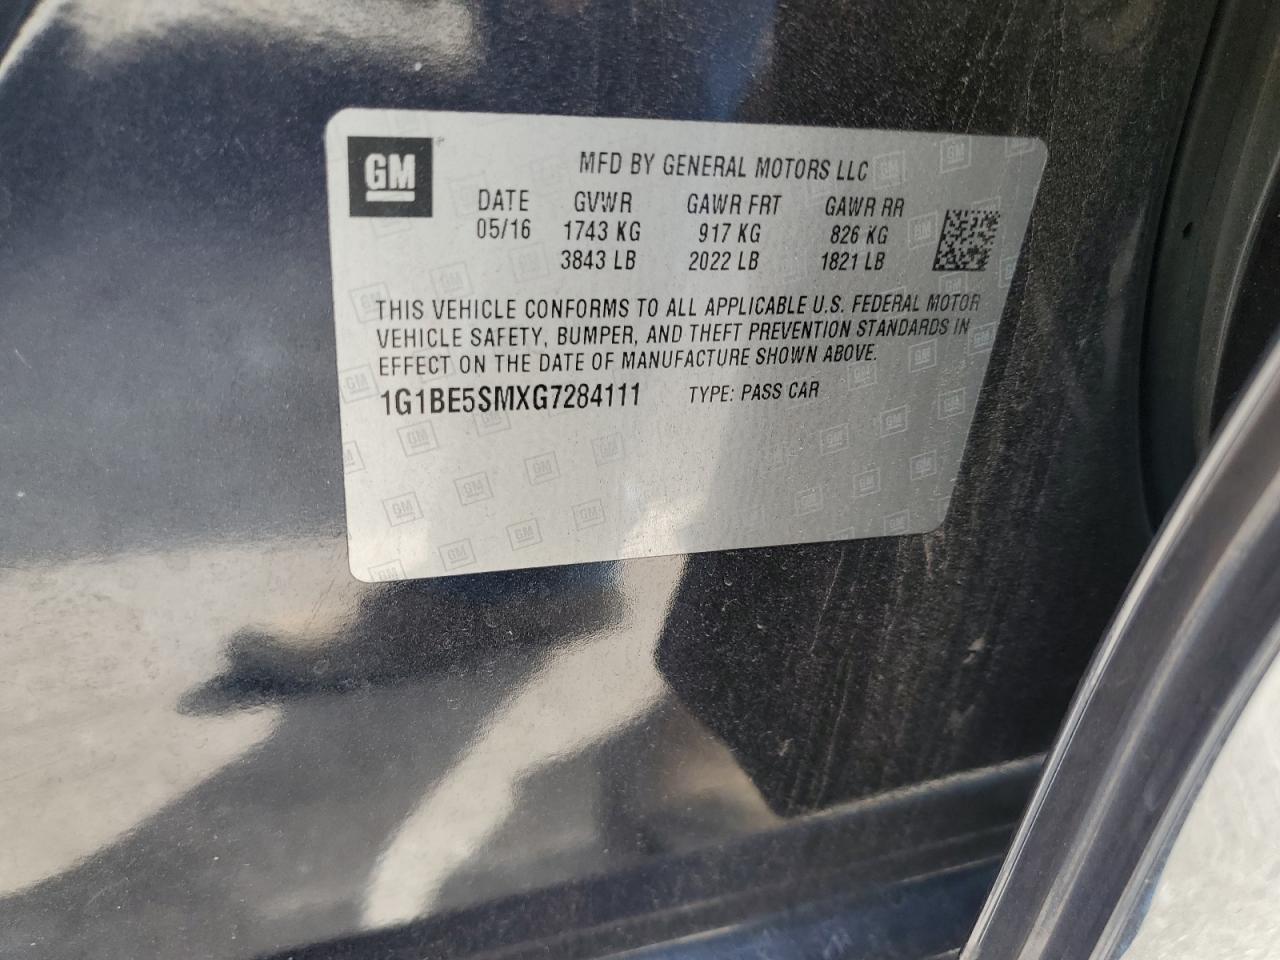 GM
MFD BY GENERAL MOTORS LLC
DATE GVWR GAWR FRT GAWR RR
05/16 1743 KG 917 KG 826 KG
3843 LB 2022 LB 1821 LB
THIS VEHICLE CONFORMS TO ALL APPLICABLE U.S. FEDERAL MOTOR
VEHICLE SAFETY, BUMPER, AND THEFT PREVENTION STANDARDS IN
EFFECT ON THE DATE OF MANUFACTURE SHOWN ABOVE.
1G1BE5SMXG7284111 TYPE: PASS CAR